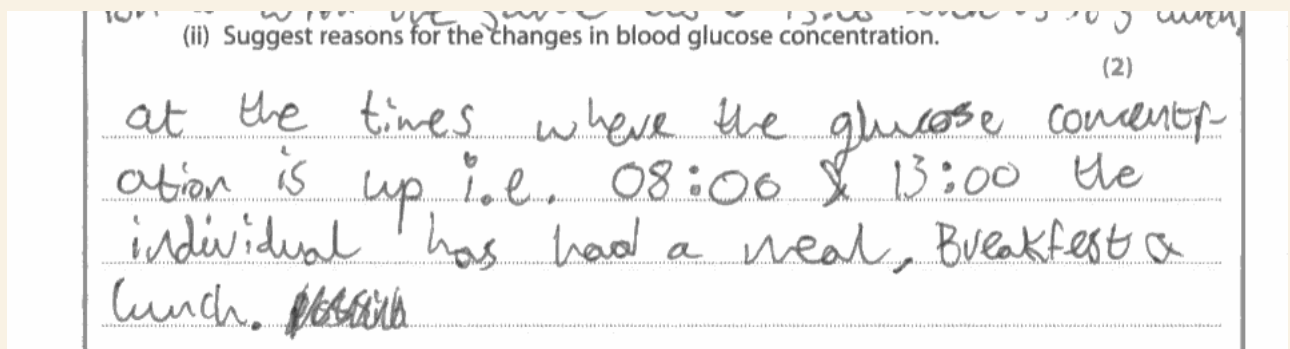 (ii) Suggest reasons for the changes in blood glucose concentration.
(2)
at the times where the glucose concentr-
ation is up i.e. 08:00 & 13:00 the
individual has had a meal, Breakfest &
lunch.